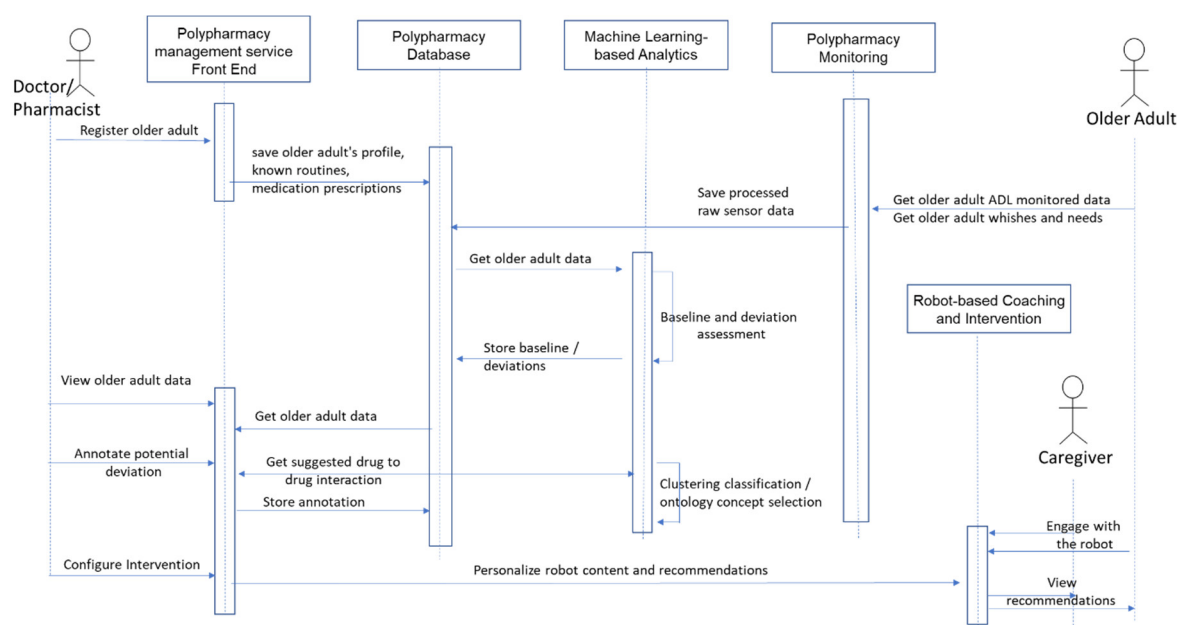 Polypharmacy
management service
Front End
Polypharmacy
Database
Machine Learning-
based Analytics
Polypharmacy
Monitoring
Doctor/
Pharmacist
Older Adult
Register older adult
save older adult's profile,
known routines,
medication prescriptions
Save processed
raw sensor data
Get older adult ADL monitored data
Get older adult whishes and needs
Get older adult data
Robot-based Coaching
and Intervention
Baseline and deviation
assessment
Store baseline /
deviations
View older adult data
Get older adult data
Annotate potential
deviation
Get suggested drug to
drug interaction
Caregiver
Clustering classification /
ontology concept selection
Store annotation
Engage with
the robot
Configure Intervention
Personalize robot content and recommendations
View
recommendations